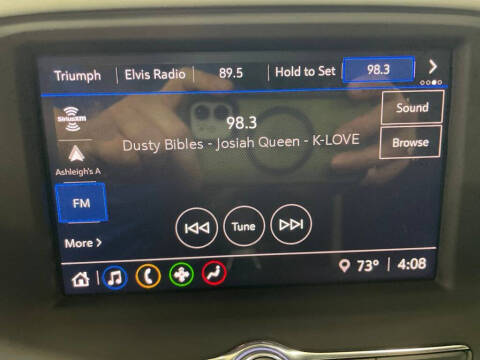 Triumph Elvis Radio 89.5 Hold to Set 98.3
SiriusXM
98.3
Sound
Dusty Bibles - Josiah Queen - K-LOVE
Browse
Ashleigh's A
FM
Tune
More
73° 4:08